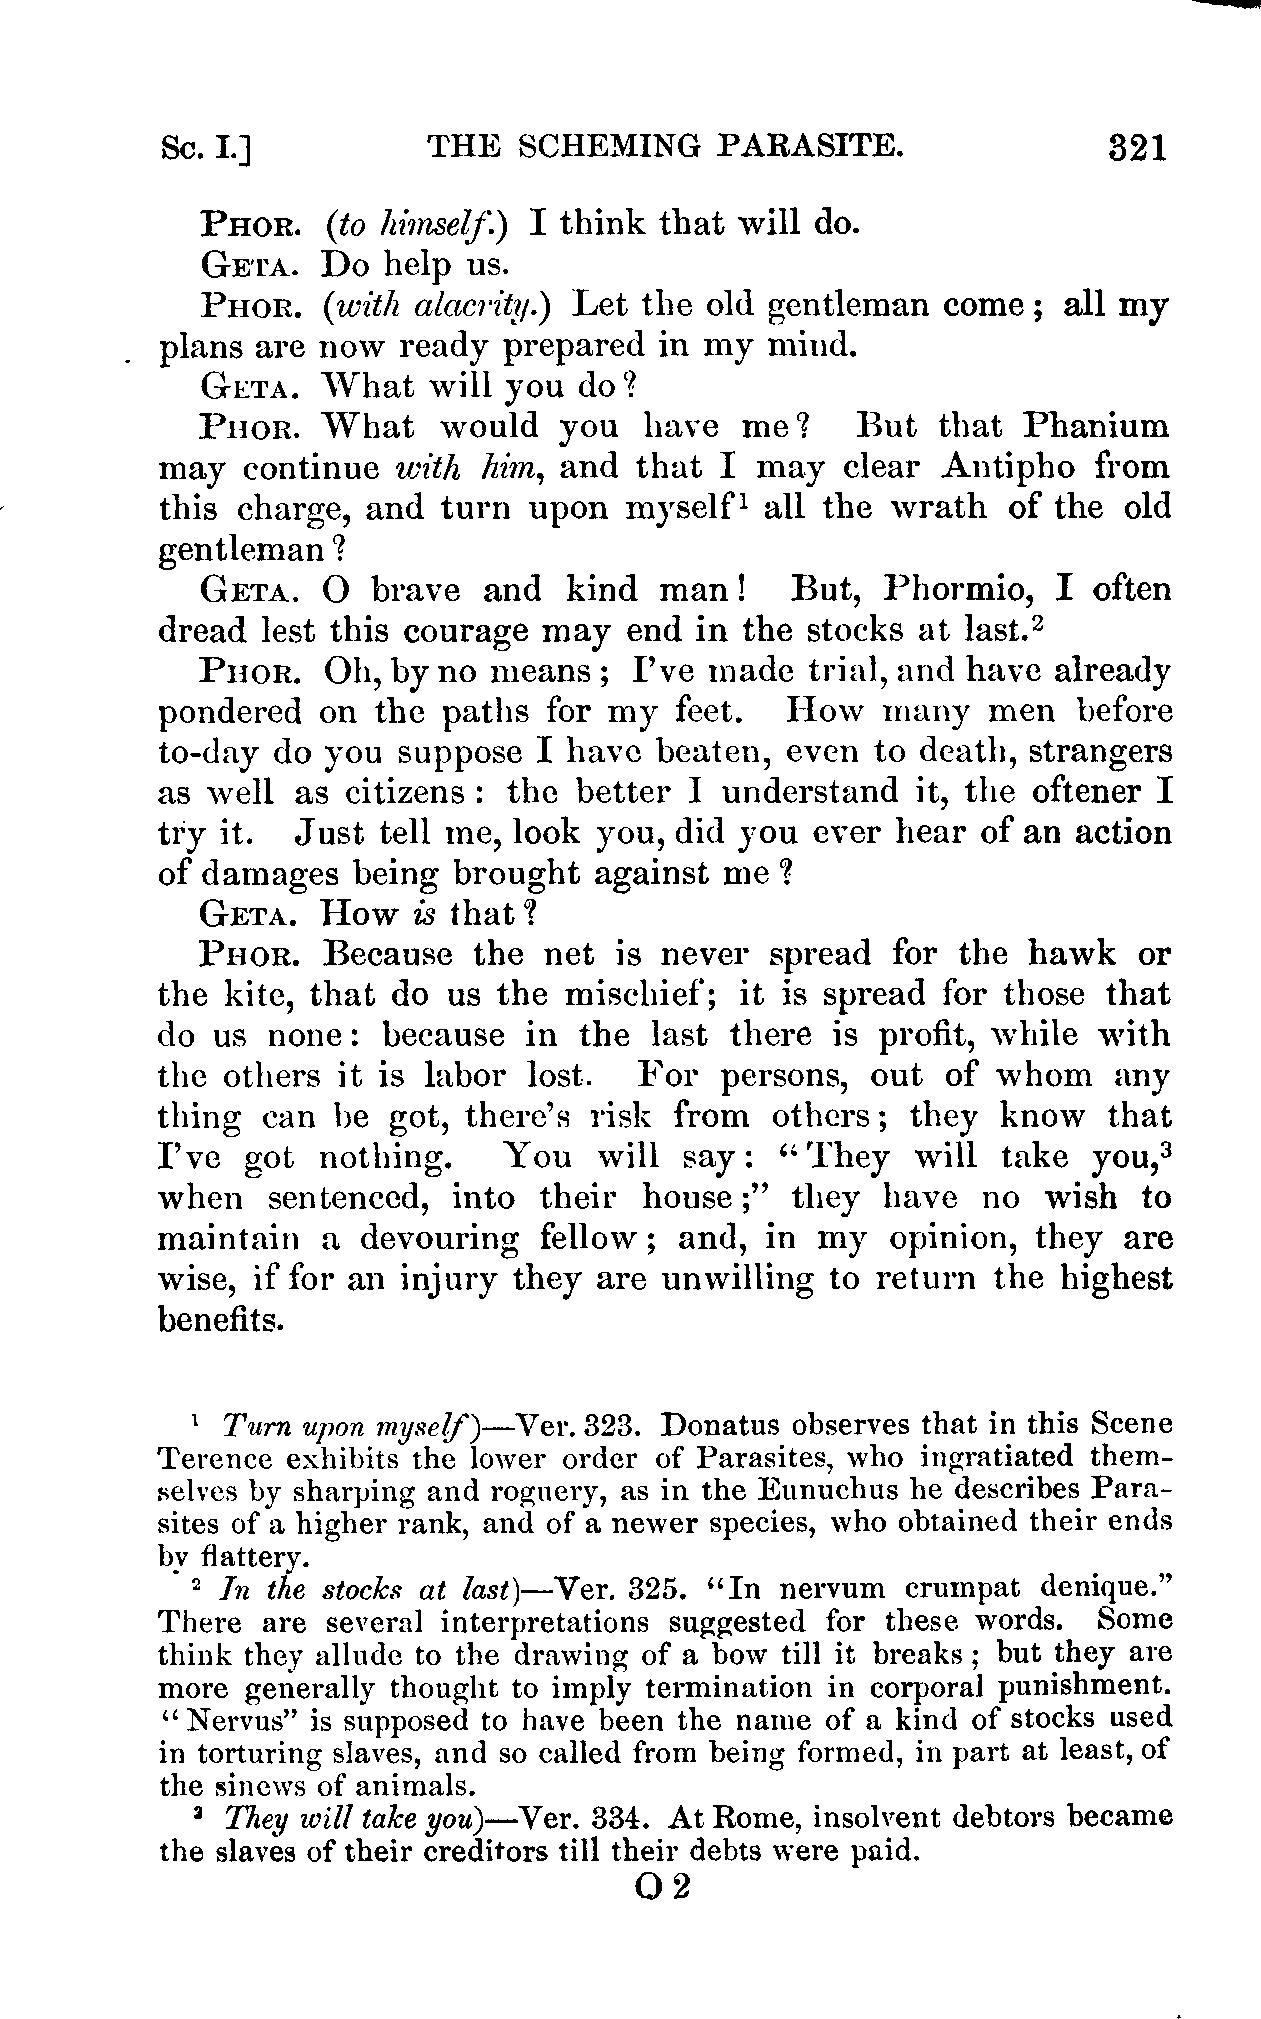 Sc. I.] THE SCHEMING PARASITE. 321
PHOR. (to himself.) I think that will do.
GETA. Do help us.
PHOR. (with alacrity.) Let the old gentleman come; all my
plans are now ready prepared in my mind.
GETA. What will you do?
PHOR. What would you have me? But that Phanium
may continue with him, and that I may clear Antipho from
this charge, and turn upon myself¹ all the wrath of the old
gentleman?
GETA. O brave and kind man! But, Phormio, I often
dread lest this courage may end in the stocks at last.²
PHOR. Oh, by no means; I've made trial, and have already
pondered on the paths for my feet. How many men before
to-day do you suppose I have beaten, even to death, strangers
as well as citizens: the better I understand it, the oftener I
try it. Just tell me, look you, did you ever hear of an action
of damages being brought against me?
GETA. How is that?
PHOR. Because the net is never spread for the hawk or
the kite, that do us the mischief; it is spread for those that
do us none: because in the last there is profit, while with
the others it is labor lost. For persons, out of whom any
thing can be got, there's risk from others; they know that
I've got nothing. You will say: "They will take you,³
when sentenced, into their house;" they have no wish to
maintain a devouring fellow; and, in my opinion, they are
wise, if for an injury they are unwilling to return the highest
benefits.
¹ Turn upon myself)—Ver. 323. Donatus observes that in this Scene
Terence exhibits the lower order of Parasites, who ingratiated them-
selves by sharping and roguery, as in the Eunuchus he describes Para-
sites of a higher rank, and of a newer species, who obtained their ends
by flattery.
² In the stocks at last)—Ver. 325. "In nervum crumpat denique."
There are several interpretations suggested for these words. Some
think they allude to the drawing of a bow till it breaks; but they are
more generally thought to imply termination in corporal punishment.
"Nervus" is supposed to have been the name of a kind of stocks used
in torturing slaves, and so called from being formed, in part at least, of
the sinews of animals.
³ They will take you)—Ver. 334. At Rome, insolvent debtors became
the slaves of their creditors till their debts were paid.
O 2